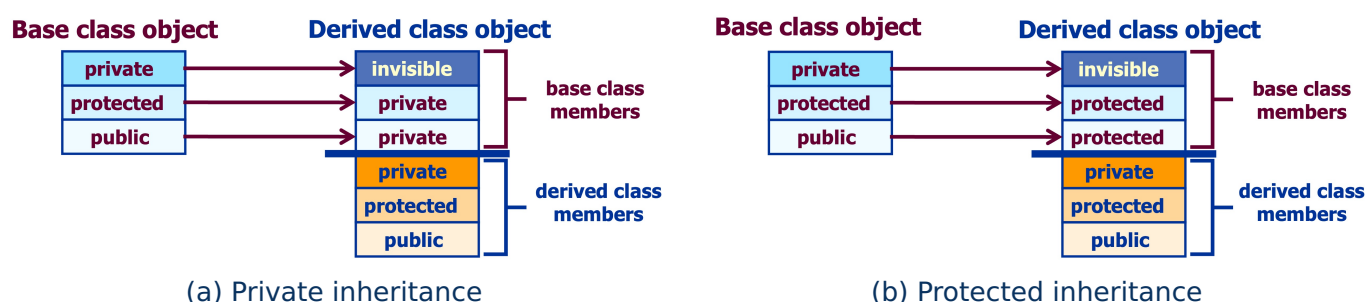 Base class object
Derived class object
private
invisible
protected
private
public
private
base class
members
private
protected
public
derived class
members
(a) Private inheritance
Base class object
Derived class object
private
invisible
protected
protected
public
protected
base class
members
private
protected
public
derived class
members
(b) Protected inheritance